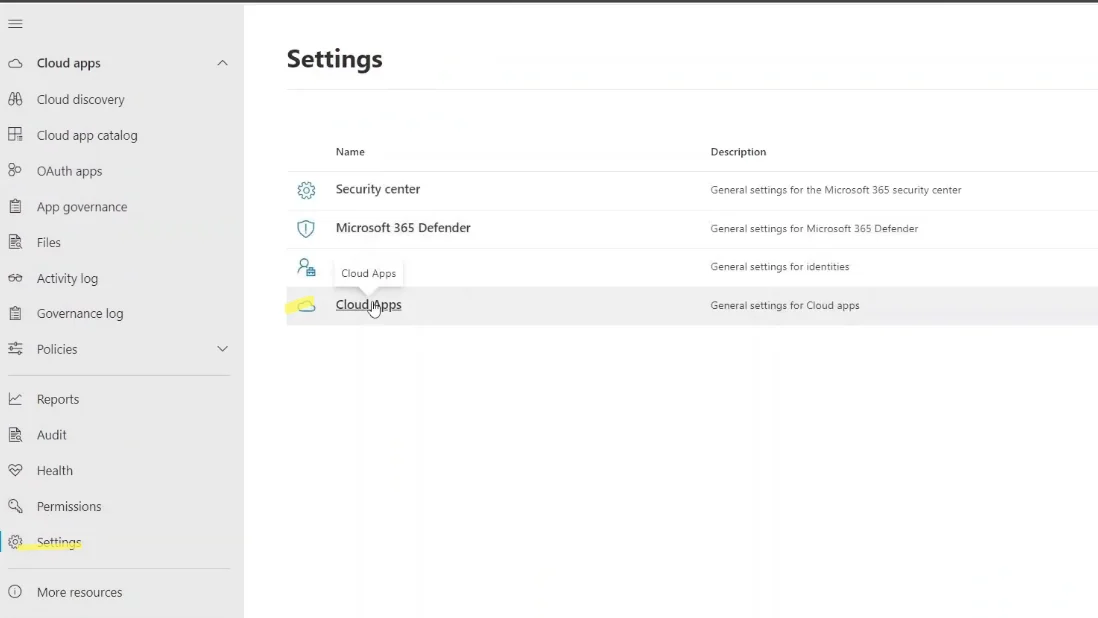 Cloud apps
Cloud discovery
Cloud app catalog
OAuth apps
App governance
Files
Activity log
Governance log
Policies
Reports
Audit
Health
Permissions
Settings
More resources
Settings
Name Description
Security center General settings for the Microsoft 365 security center
Microsoft 365 Defender General settings for Microsoft 365 Defender
General settings for identities
Cloud Apps
Cloud Apps General settings for Cloud apps